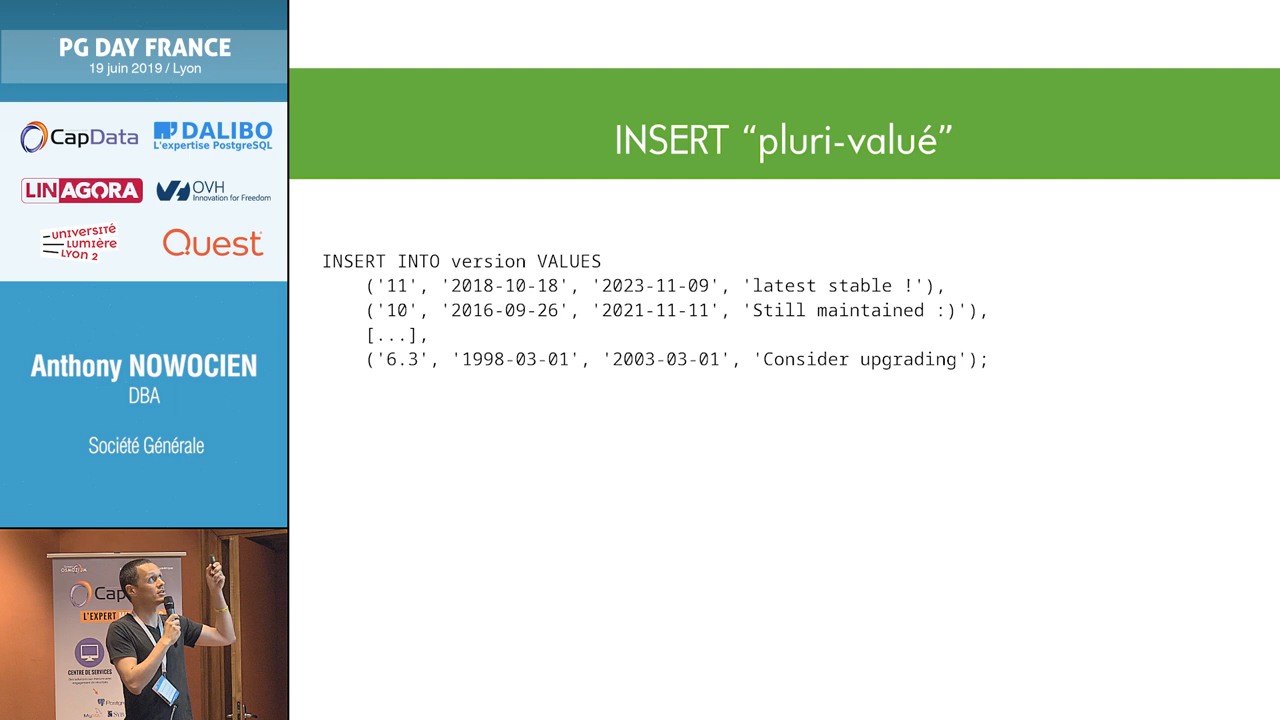 PG DAY FRANCE
19 juin 2019 / Lyon
CapData
DALIBO
L'expertise PostgreSQL
LINAGORA
OVH
Innovation for Freedom
UNIVERSITÉ
LUMIÈRE
LYON 2
Quest
Anthony NOWOCIEN
DBA
Société Générale
INSERT “pluri-valué”
INSERT INTO version VALUES
('11', '2018-10-18', '2023-11-09', 'latest stable !'),
('10', '2016-09-26', '2021-11-11', 'Still maintained :)'),
[...],
('6.3', '1998-03-01', '2003-03-01', 'Consider upgrading');
Cap
L'EXPERT
CENTRE DE SERVICES